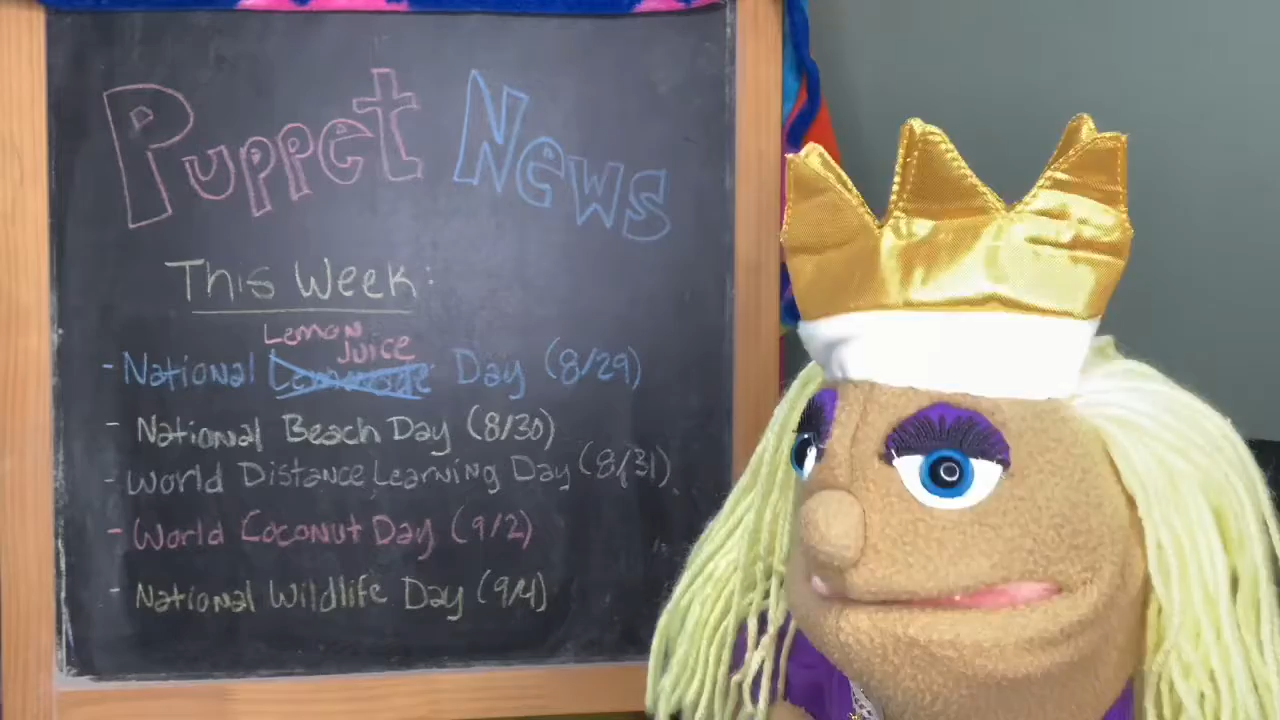 Puppet News
This Week:
Lemon
Juice
- National Day (8/29)
- National Beach Day (8/30)
- World Distance Learning Day (8/31)
- World Coconut Day (9/2)
- National Wildlife Day (9/4)